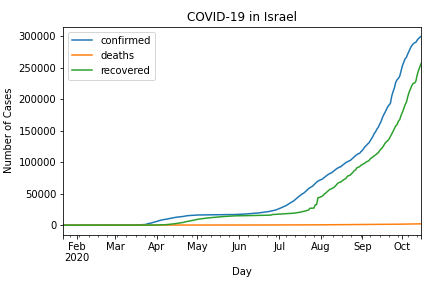 COVID-19 in Israel
confirmed
deaths
recovered
300000
250000
200000
150000
100000
50000
0
Number of Cases
Feb Mar Apr May Jun Jul Aug Sep Oct
2020
Day